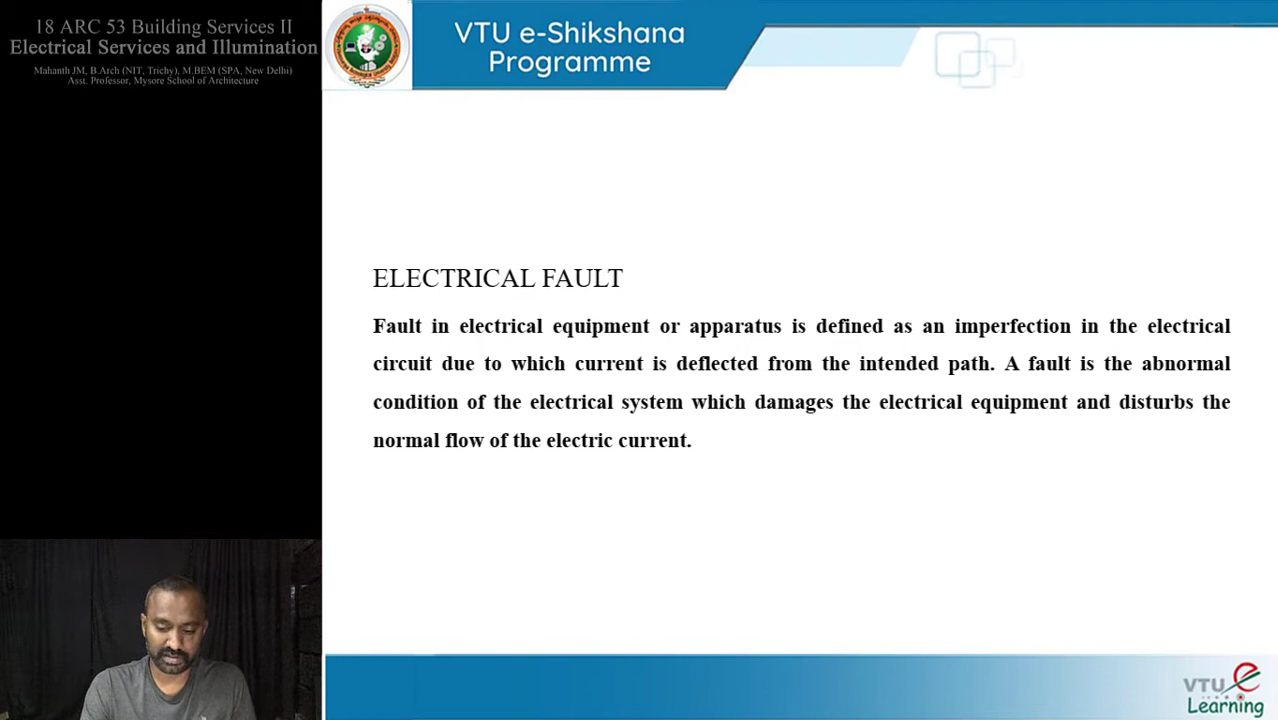 18 ARC 53 Building Services II
Electrical Services and Illumination
Mahanth JM, B.Arch (NIT, Trichy), M.BEM (SPA, New Delhi)
Asst. Professor, Mysore School of Architecture
VTU e-Shikshana
Programme
ELECTRICAL FAULT
Fault in electrical equipment or apparatus is defined as an imperfection in the electrical
circuit due to which current is deflected from the intended path. A fault is the abnormal
condition of the electrical system which damages the electrical equipment and disturbs the
normal flow of the electric current.
VTU e
Learning